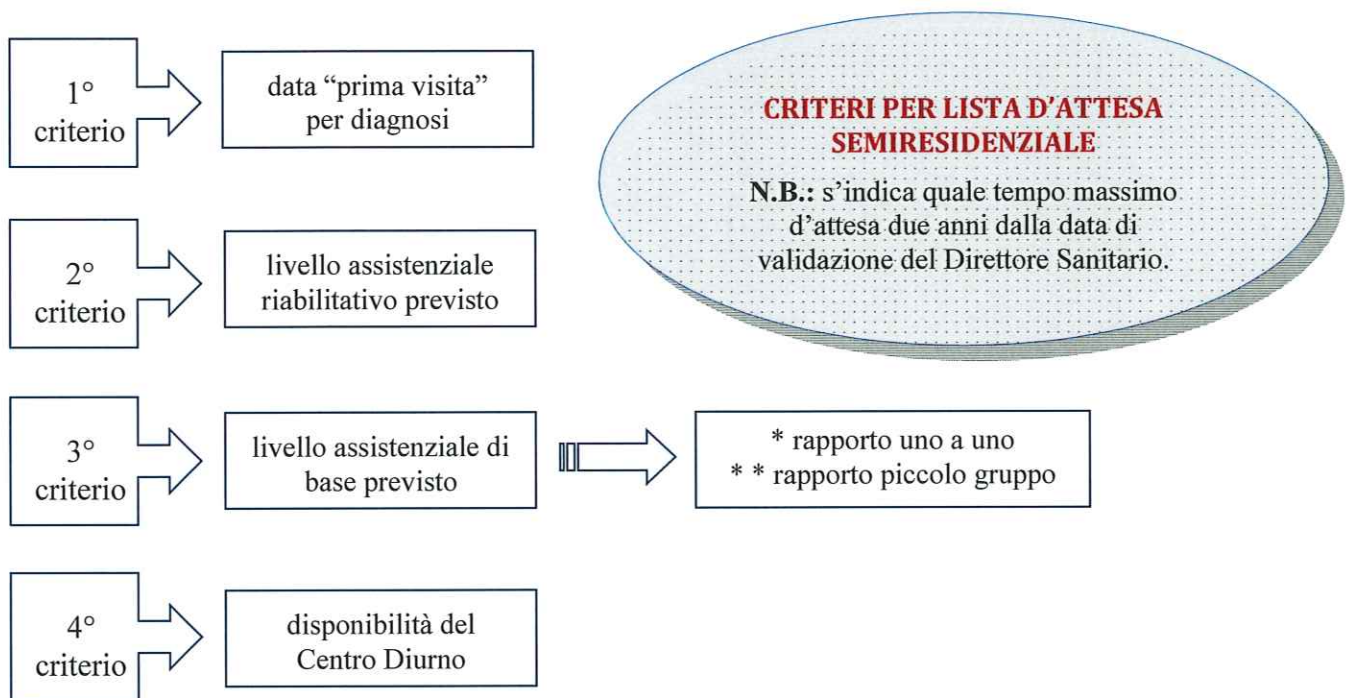 1°
criterio
data “prima visita”
per diagnosi
CRITERI PER LISTA D’ATTESA
SEMIRESIDENZIALE
N.B.: s’indica quale tempo massimo
d’attesa due anni dalla data di
validazione del Direttore Sanitario.
2°
criterio
livello assistenziale
riabilitativo previsto
3°
criterio
livello assistenziale di
base previsto
* rapporto uno a uno
* * rapporto piccolo gruppo
4°
criterio
disponibilità del
Centro Diurno